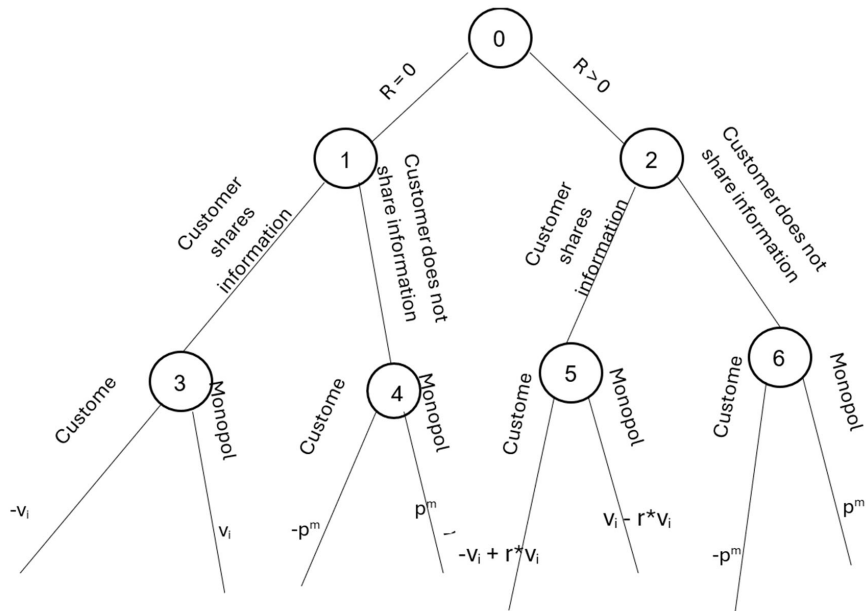 0
R = 0
R > 0
1
2
Customer
shares
information
Customer does not
share information
Customer
shares
information
Customer does not
share information
3
4
5
6
Custome
Monopol
Custome
Monopol
Custome
Monopol
Custome
Monopol
-vᵢ
vᵢ
-pᵐ
pᵐ
-vᵢ + r*vᵢ
vᵢ - r*vᵢ
-pᵐ
pᵐ